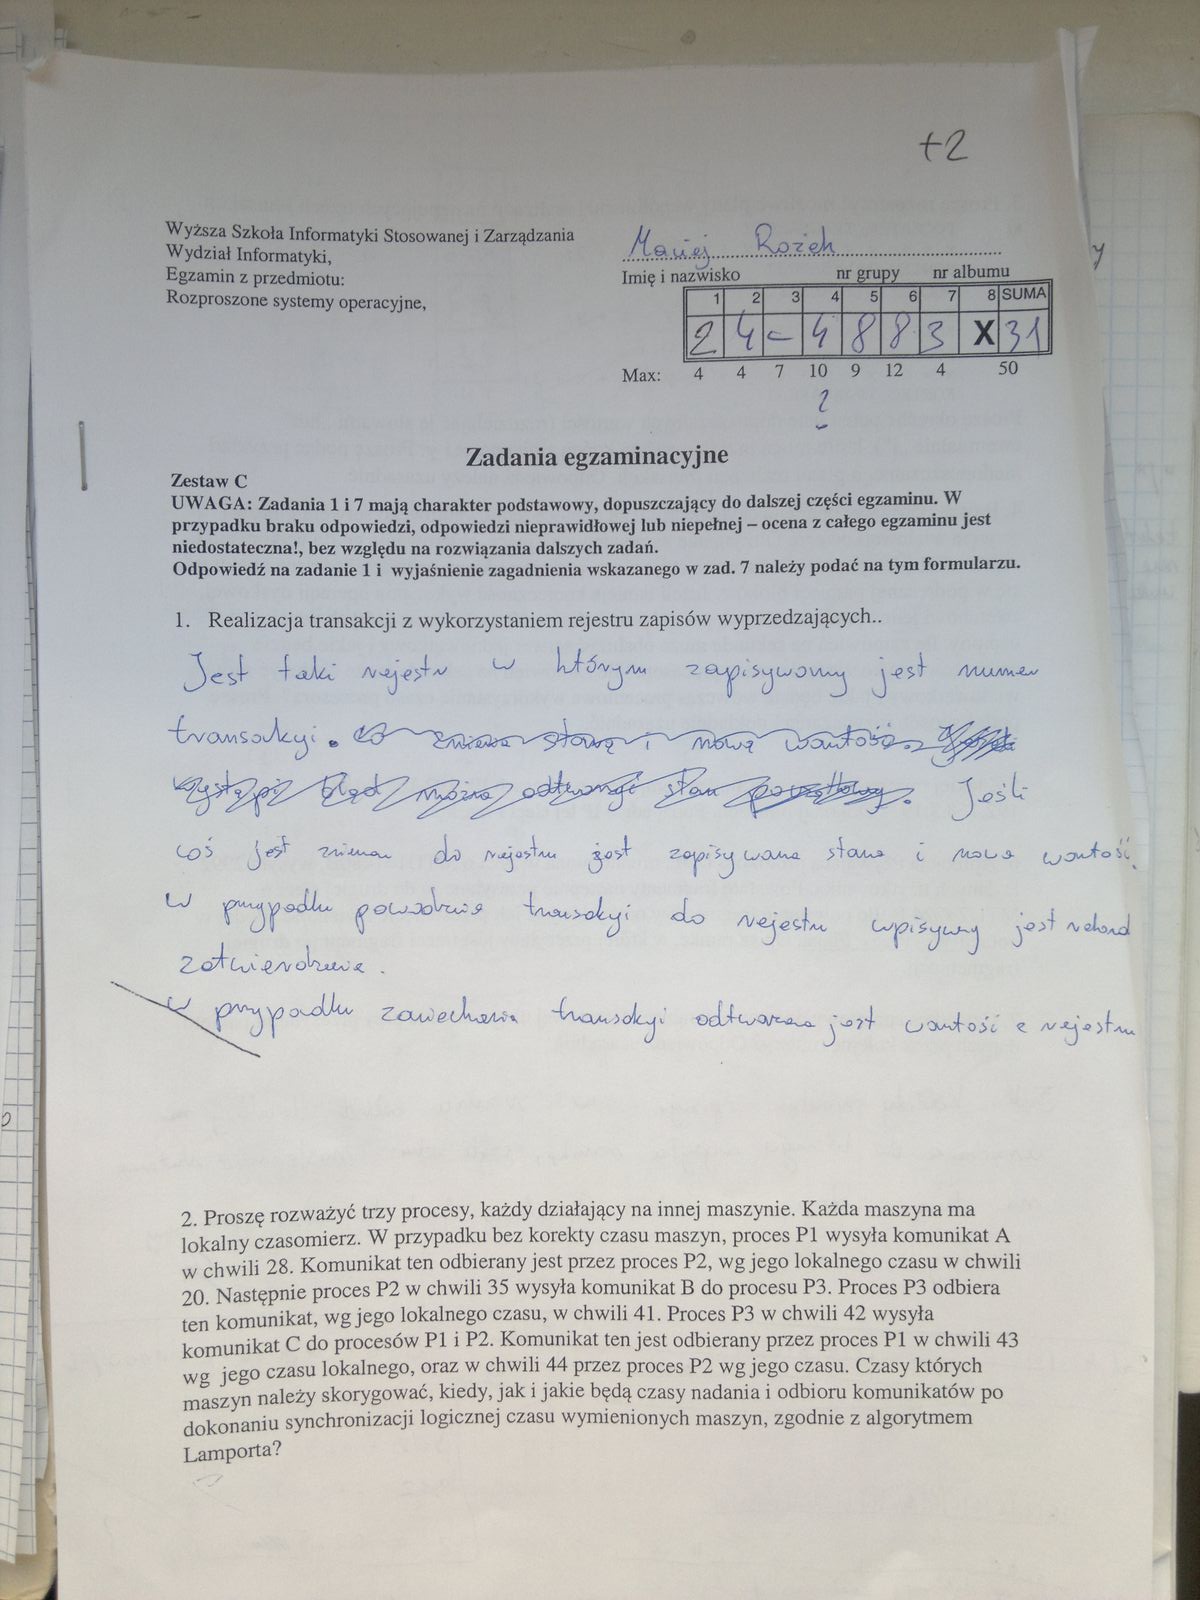 +2
Wyższa Szkoła Informatyki Stosowanej i Zarządzania
Wydział Informatyki,
Egzamin z przedmiotu:
Rozproszone systemy operacyjne,
Maciej Rożek
Imię i nazwisko nr grupy nr albumu
1 2 3 4 5 6 7 8 SUMA
2 4 - 4 8 8 3 X 31
Max: 4 4 7 10 9 12 4 50
?
Zadania egzaminacyjne
Zestaw C
UWAGA: Zadania 1 i 7 mają charakter podstawowy, dopuszczający do dalszej części egzaminu. W
przypadku braku odpowiedzi, odpowiedzi nieprawidłowej lub niepełnej – ocena z całego egzaminu jest
niedostateczna!, bez względu na rozwiązania dalszych zadań.
Odpowiedź na zadanie 1 i wyjaśnienie zagadnienia wskazanego w zad. 7 należy podać na tym formularzu.
1. Realizacja transakcji z wykorzystaniem rejestru zapisów wyprzedzających..
Jest taki rejestr w którym zapisywany jest numer
transakcji. co zmienia starą i nową wartość.
wystąpi błąd można odtworzyć stan początkowy. Jeśli
coś jest zmien do rejestru jest zapisywana stara i nowa wartość.
W przypadku powodzenia transakcji do rejestru wpisywany jest rekord
zatwierdzenia.
W przypadku zaniechania transakcji odtwarzana jest wartość z rejestru
2. Proszę rozważyć trzy procesy, każdy działający na innej maszynie. Każda maszyna ma
lokalny czasomierz. W przypadku bez korekty czasu maszyn, proces P1 wysyła komunikat A
w chwili 28. Komunikat ten odbierany jest przez proces P2, wg jego lokalnego czasu w chwili
20. Następnie proces P2 w chwili 35 wysyła komunikat B do procesu P3. Proces P3 odbiera
ten komunikat, wg jego lokalnego czasu, w chwili 41. Proces P3 w chwili 42 wysyła
komunikat C do procesów P1 i P2. Komunikat ten jest odbierany przez proces P1 w chwili 43
wg jego czasu lokalnego, oraz w chwili 44 przez proces P2 wg jego czasu. Czasy których
maszyn należy skorygować, kiedy, jak i jakie będą czasy nadania i odbioru komunikatów po
dokonaniu synchronizacji logicznej czasu wymienionych maszyn, zgodnie z algorytmem
Lamporta?